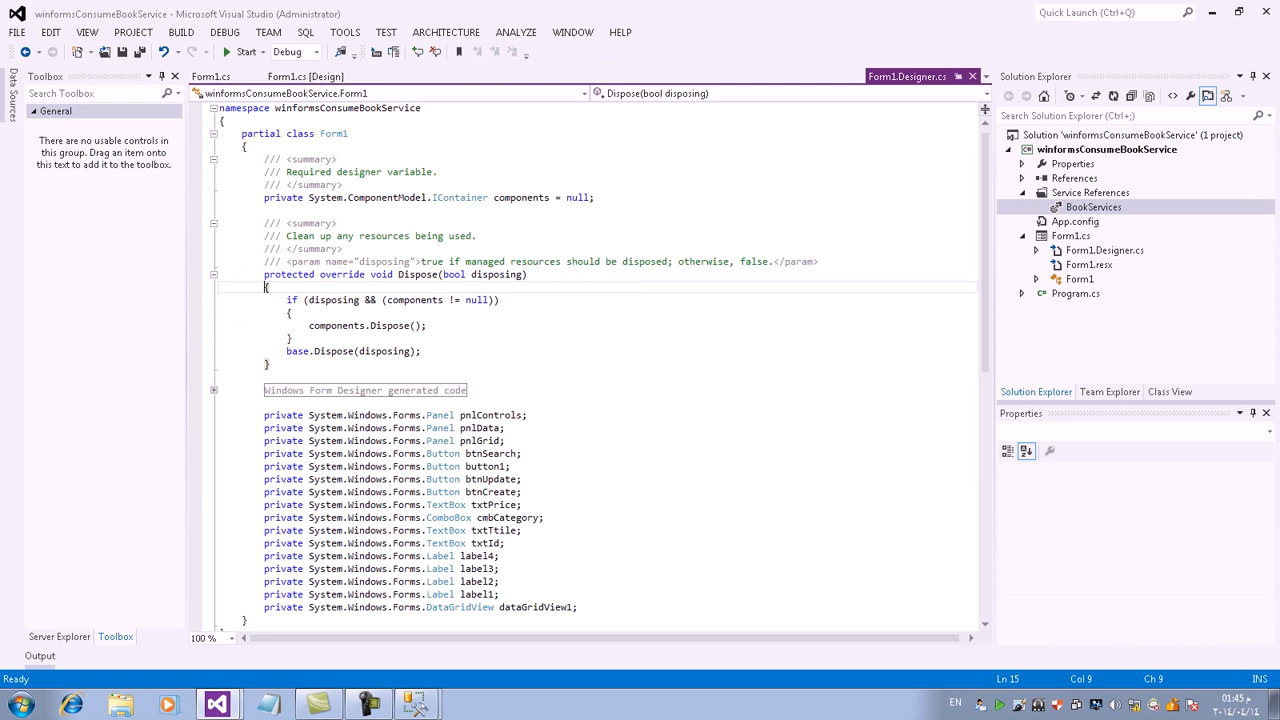 winformsConsumeBookService - Microsoft Visual Studio (Administrator)
Quick Launch (Ctrl+Q)
FILE EDIT VIEW PROJECT BUILD DEBUG TEAM SQL TOOLS TEST ARCHITECTURE ANALYZE WINDOW HELP
Start Debug
Data Sources
Toolbox
Search Toolbox
General
There are no usable controls in
this group. Drag an item onto
this text to add it to the toolbox.
Server Explorer Toolbox
Form1.cs Form1.cs [Design] Form1.Designer.cs
winformsConsumeBookService.Form1 Dispose(bool disposing)
namespace winformsConsumeBookService
{
partial class Form1
{
/// <summary>
/// Required designer variable.
/// </summary>
private System.ComponentModel.IContainer components = null;
/// <summary>
/// Clean up any resources being used.
/// </summary>
/// <param name="disposing">true if managed resources should be disposed; otherwise, false.</param>
protected override void Dispose(bool disposing)
{
if (disposing && (components != null))
{
components.Dispose();
}
base.Dispose(disposing);
}
Windows Form Designer generated code
private System.Windows.Forms.Panel pnlControls;
private System.Windows.Forms.Panel pnlData;
private System.Windows.Forms.Panel pnlGrid;
private System.Windows.Forms.Button btnSearch;
private System.Windows.Forms.Button button1;
private System.Windows.Forms.Button btnUpdate;
private System.Windows.Forms.Button btnCreate;
private System.Windows.Forms.TextBox txtPrice;
private System.Windows.Forms.ComboBox cmbCategory;
private System.Windows.Forms.TextBox txtTtile;
private System.Windows.Forms.TextBox txtId;
private System.Windows.Forms.Label label4;
private System.Windows.Forms.Label label3;
private System.Windows.Forms.Label label2;
private System.Windows.Forms.Label label1;
private System.Windows.Forms.DataGridView dataGridView1;
}
100 %
Solution Explorer
Search Solution Explorer (Ctrl+;)
Solution 'winformsConsumeBookService' (1 project)
winformsConsumeBookService
Properties
References
Service References
BookServices
App.config
Form1.cs
Form1.Designer.cs
Form1.resx
Form1
Program.cs
Solution Explorer Team Explorer Class View
Properties
Output
Ready Ln 15 Col 9 Ch 9 INS
EN
01:45 م
٢٠١٤/٠٤/١٤